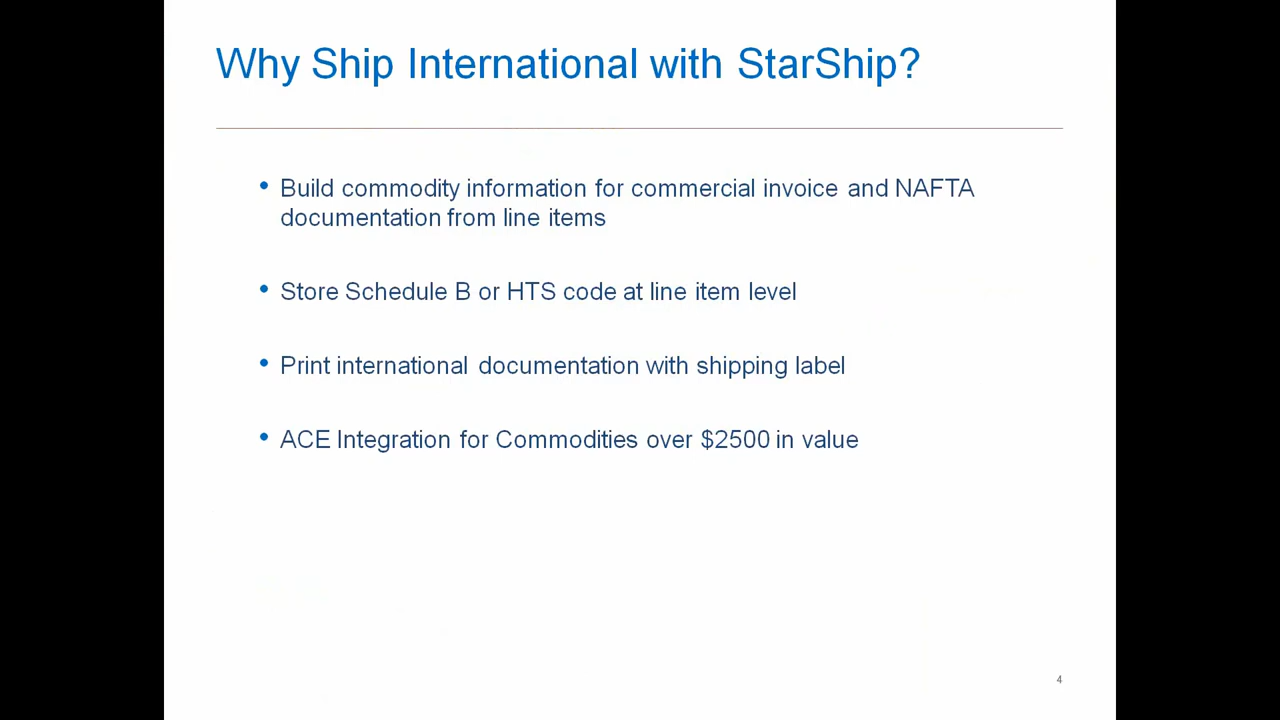 Why Ship International with StarShip?
• Build commodity information for commercial invoice and NAFTA
documentation from line items
• Store Schedule B or HTS code at line item level
• Print international documentation with shipping label
• ACE Integration for Commodities over $2500 in value
4